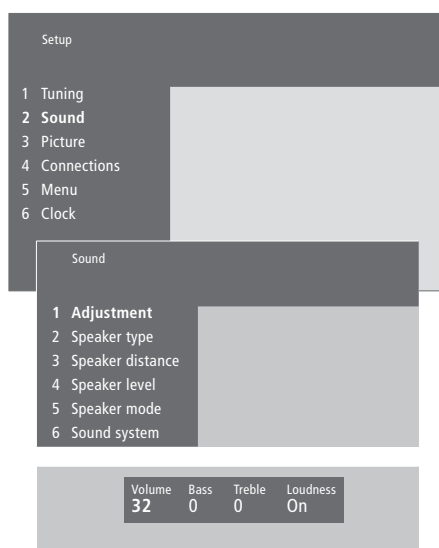 Setup
1 Tuning
2 Sound
3 Picture
4 Connections
5 Menu
6 Clock
Sound
1 Adjustment
2 Speaker type
3 Speaker distance
4 Speaker level
5 Speaker mode
6 Sound system
Volume Bass Treble Loudness
32 0 0 On